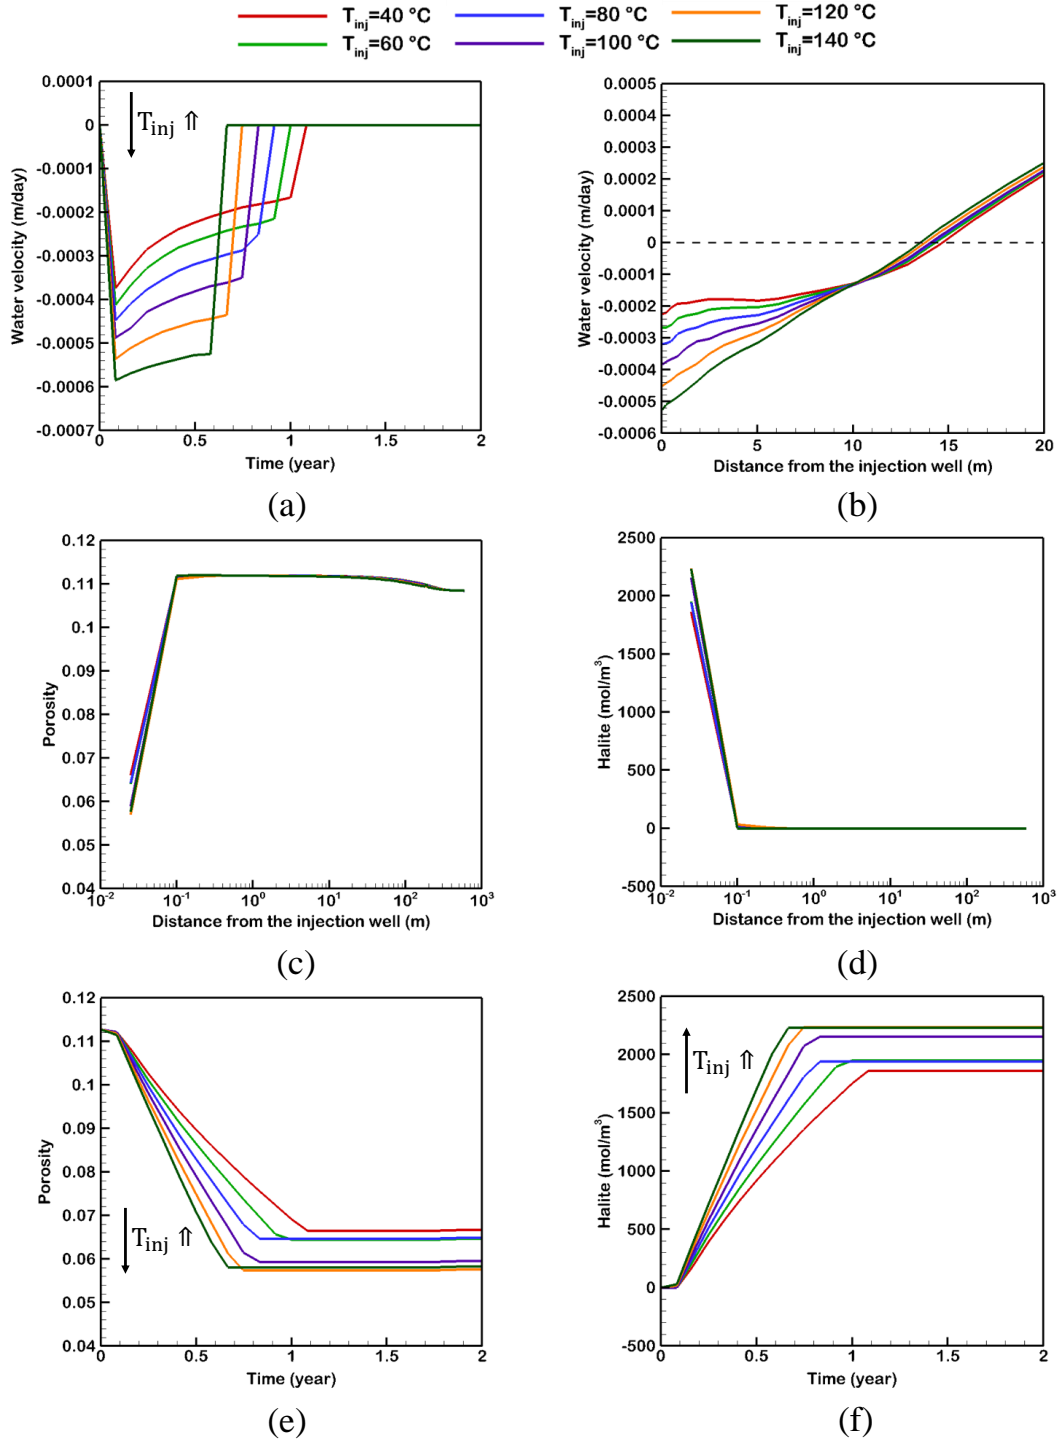 T_inj=40 °C T_inj=80 °C T_inj=120 °C
T_inj=60 °C T_inj=100 °C T_inj=140 °C
Water velocity (m/day)
0.0001
0
-0.0001
-0.0002
-0.0003
-0.0004
-0.0005
-0.0006
-0.0007
T_inj ⇑
0 0.5 1 1.5 2
Time (year)
(a)
Water velocity (m/day)
0.0005
0.0004
0.0003
0.0002
0.0001
0
-0.0001
-0.0002
-0.0003
-0.0004
-0.0005
-0.0006
0 5 10 15 20
Distance from the injection well (m)
(b)
Porosity
0.12
0.11
0.1
0.09
0.08
0.07
0.06
0.05
0.04
10⁻² 10⁻¹ 10⁰ 10¹ 10² 10³
Distance from the injection well (m)
(c)
Halite (mol/m³)
2500
2000
1500
1000
500
0
-500
10⁻² 10⁻¹ 10⁰ 10¹ 10² 10³
Distance from the injection well (m)
(d)
Porosity
0.12
0.11
0.1
0.09
0.08
0.07
0.06
0.05
0.04
T_inj ⇑
0 0.5 1 1.5 2
Time (year)
(e)
Halite (mol/m³)
2500
2000
1500
1000
500
0
-500
T_inj ⇑
0 0.5 1 1.5 2
Time (year)
(f)